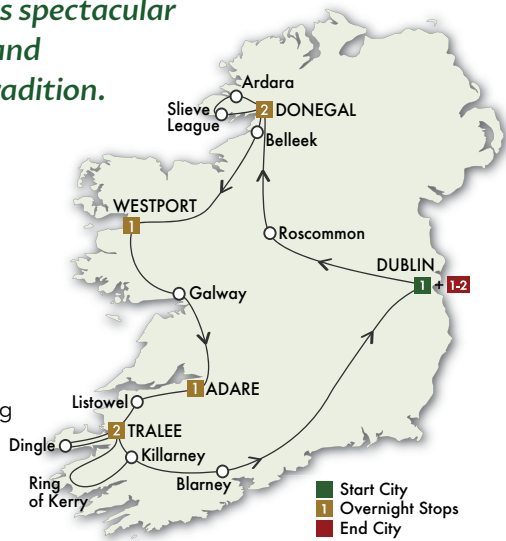 s spectacular
and
radition.
Ardara
Slieve
League
2 DONEGAL
Belleek
WESTPORT
1
Roscommon
DUBLIN
1 + 1-2
Galway
1 ADARE
Listowel
g
2 TRALEE
Dingle
Killarney
Ring
of Kerry
Blarney
Start City
1 Overnight Stops
End City